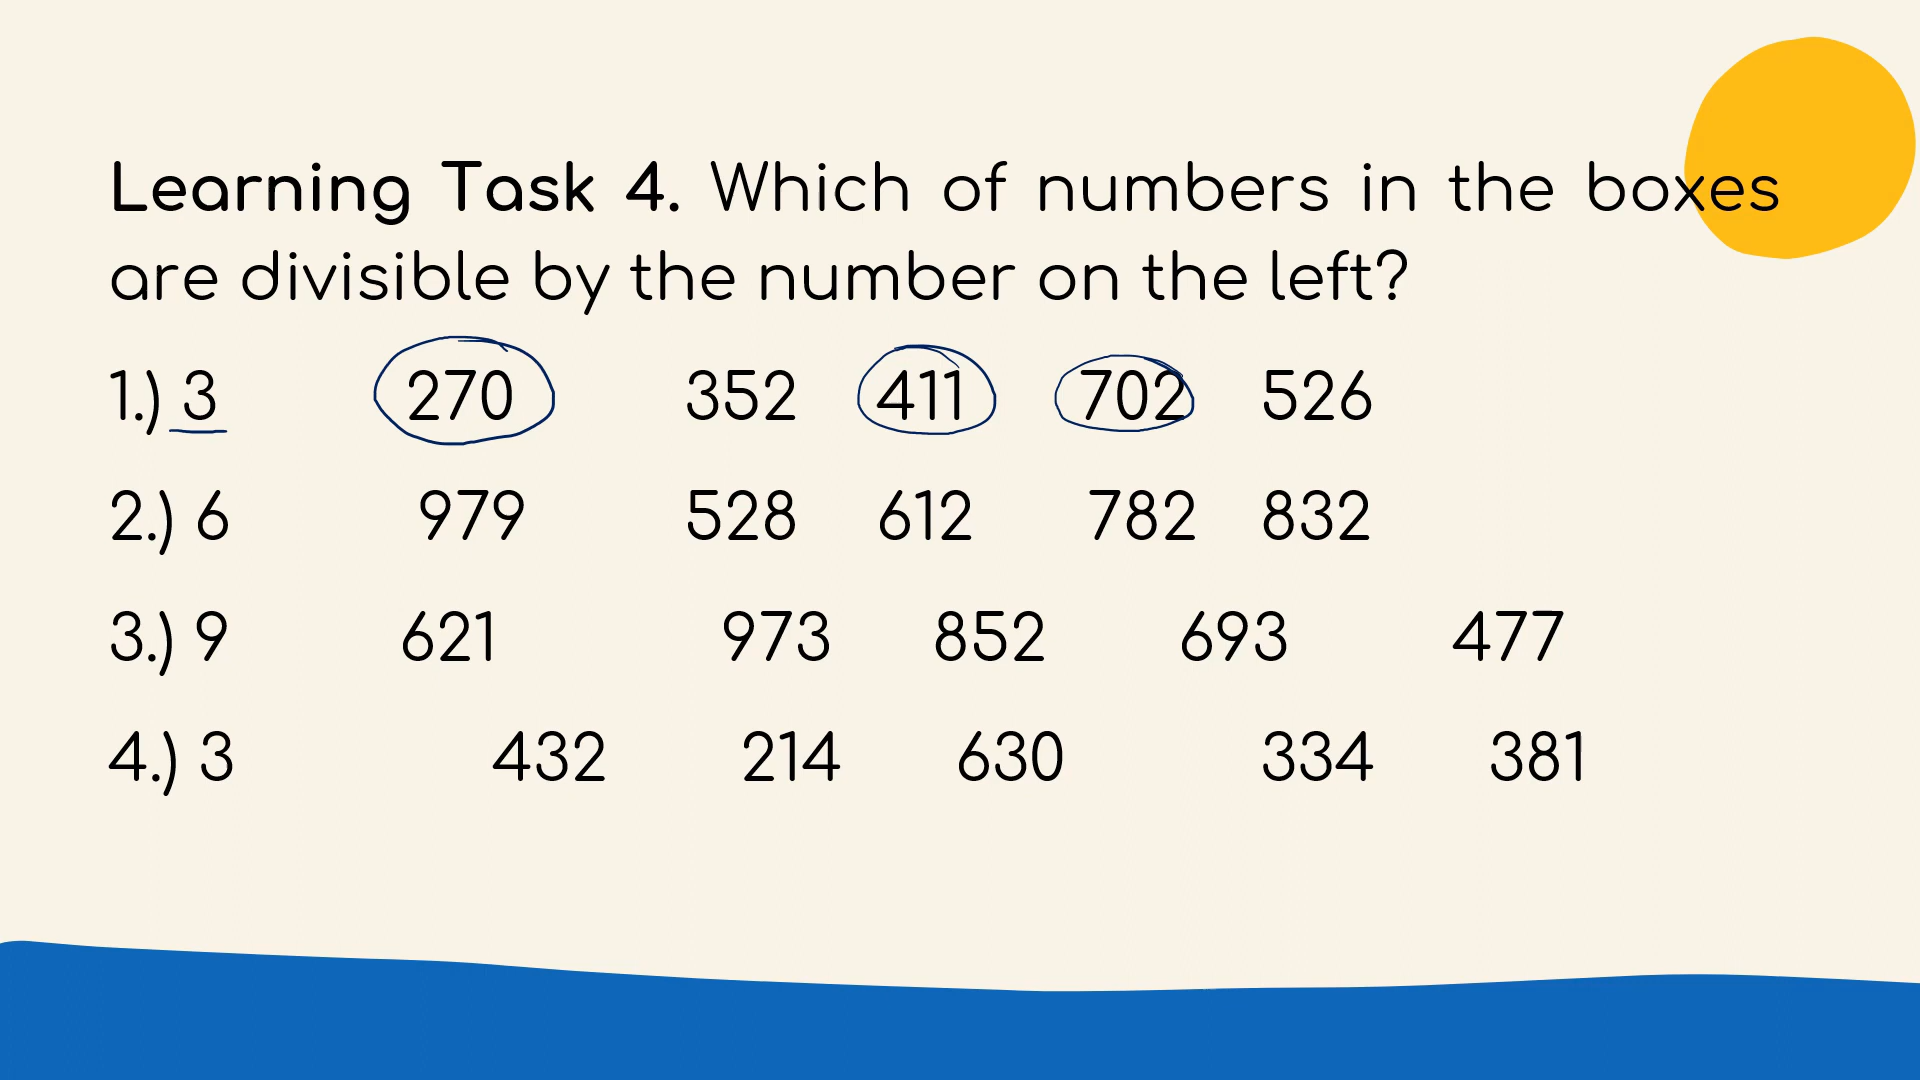 Learning Task 4. Which of numbers in the boxes
are divisible by the number on the left?
1.) 3 270 352 411 702 526
2.) 6 979 528 612 782 832
3.) 9 621 973 852 693 477
4.) 3 432 214 630 334 381